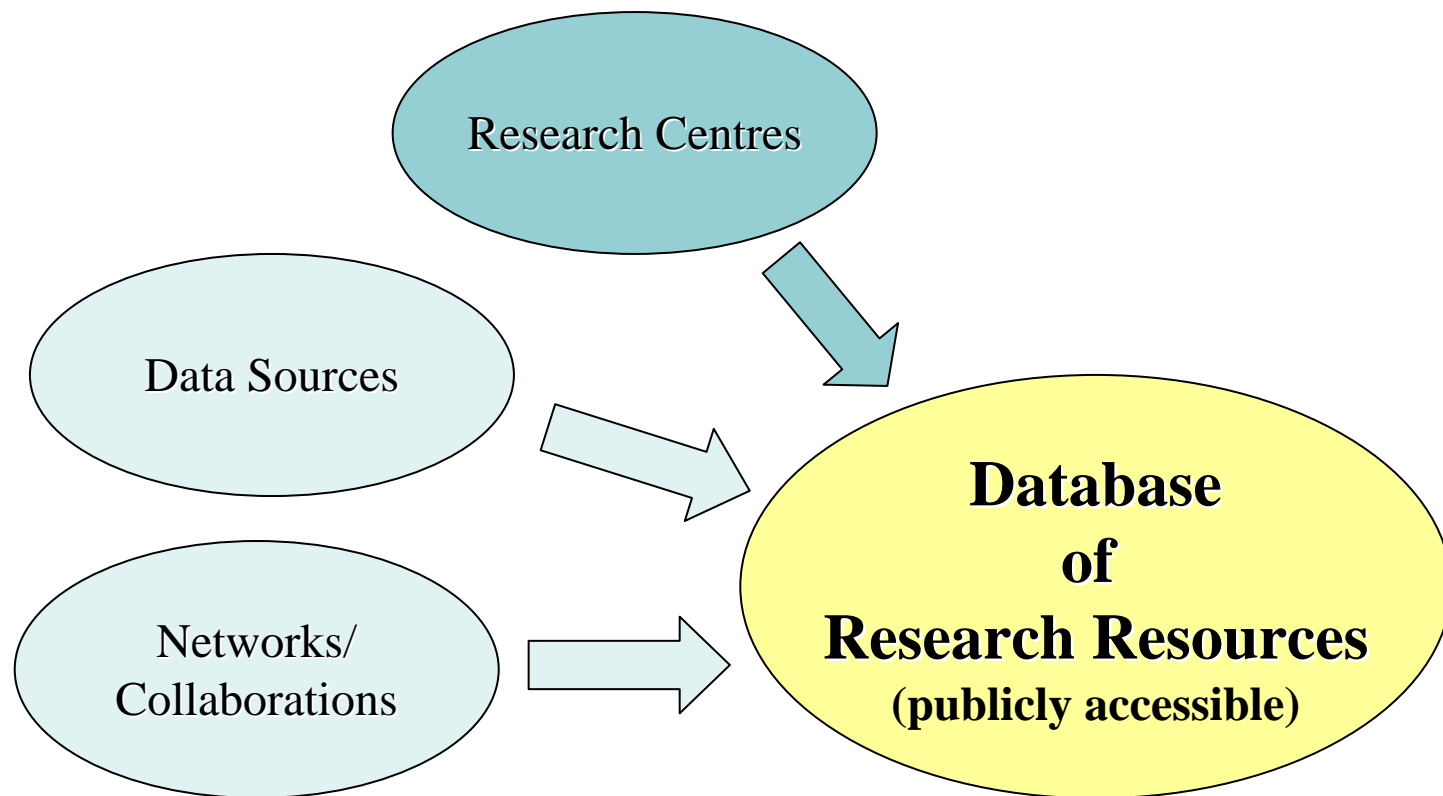 Research Centres
Data Sources
Networks/
Collaborations
Database
of
Research Resources
(publicly accessible)